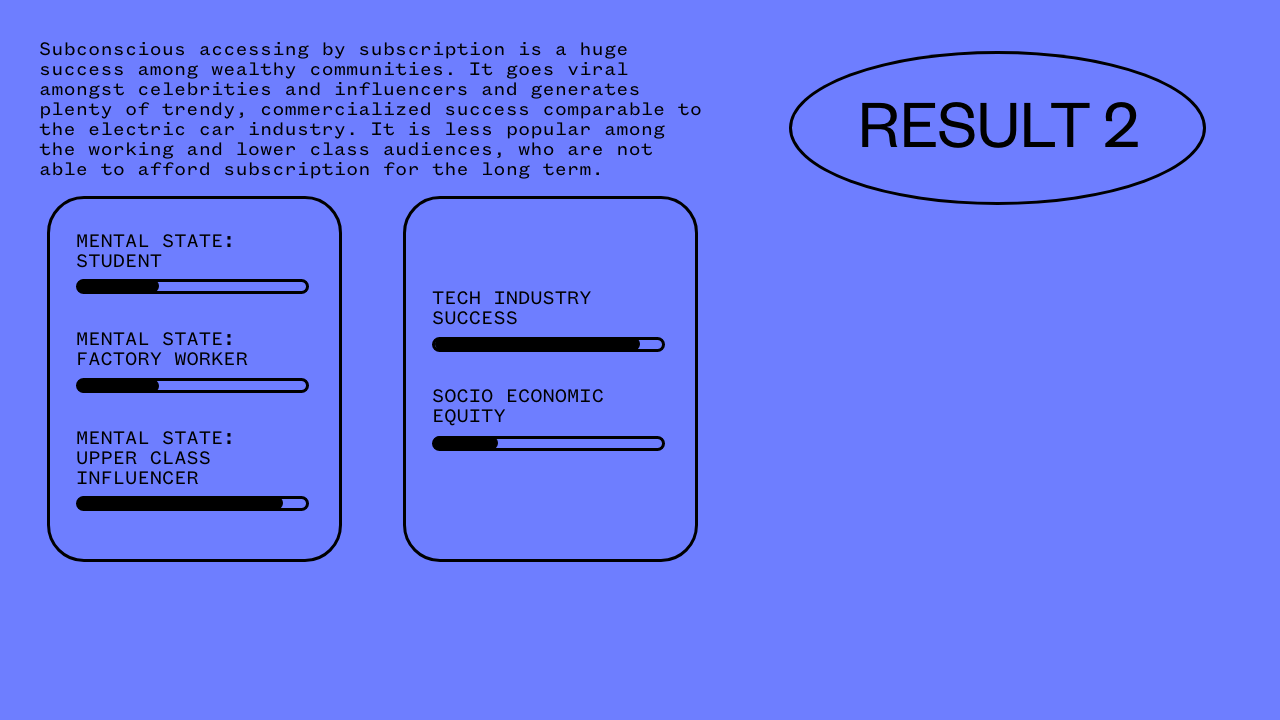 Subconscious accessing by subscription is a huge
success among wealthy communities. It goes viral
amongst celebrities and influencers and generates
plenty of trendy, commercialized success comparable to
the electric car industry. It is less popular among
the working and lower class audiences, who are not
able to afford subscription for the long term.
RESULT 2
MENTAL STATE:
STUDENT
MENTAL STATE:
FACTORY WORKER
MENTAL STATE:
UPPER CLASS
INFLUENCER
TECH INDUSTRY
SUCCESS
SOCIO ECONOMIC
EQUITY